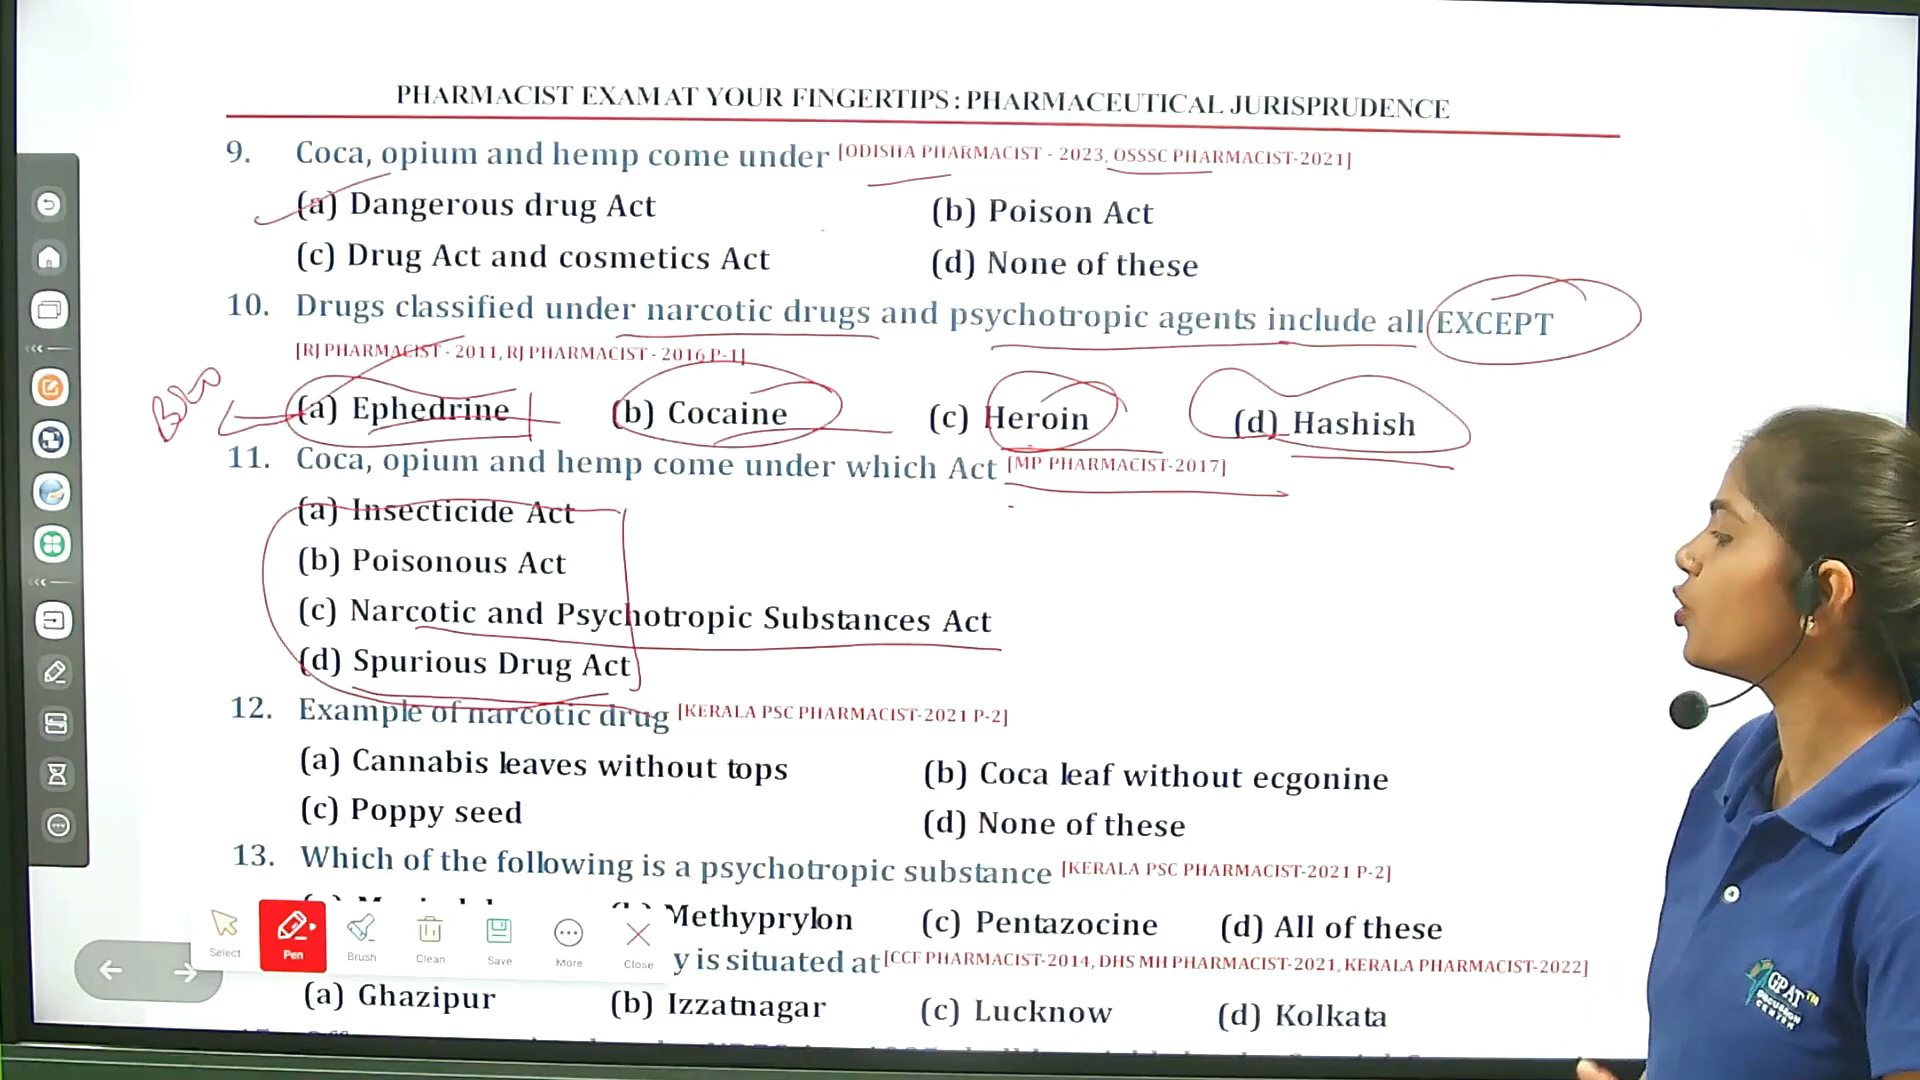 PHARMACIST EXAM AT YOUR FINGERTIPS : PHARMACEUTICAL JURISPRUDENCE
9. Coca, opium and hemp come under [ODISHA PHARMACIST - 2023, OSSSC PHARMACIST-2021]
(a) Dangerous drug Act (b) Poison Act
(c) Drug Act and cosmetics Act (d) None of these
10. Drugs classified under narcotic drugs and psychotropic agents include all EXCEPT
[RJ PHARMACIST - 2011, RJ PHARMACIST - 2016 P-1]
(a) Ephedrine (b) Cocaine (c) Heroin (d) Hashish
11. Coca, opium and hemp come under which Act [MP PHARMACIST-2017]
(a) Insecticide Act
(b) Poisonous Act
(c) Narcotic and Psychotropic Substances Act
(d) Spurious Drug Act
12. Example of narcotic drug [KERALA PSC PHARMACIST-2021 P-2]
(a) Cannabis leaves without tops (b) Coca leaf without ecgonine
(c) Poppy seed (d) None of these
13. Which of the following is a psychotropic substance [KERALA PSC PHARMACIST-2021 P-2]
Methyprylon (c) Pentazocine (d) All of these
y is situated at [CCF PHARMACIST-2014, DHS MH PHARMACIST-2021, KERALA PHARMACIST-2022]
(a) Ghazipur (b) Izzatnagar (c) Lucknow (d) Kolkata
Select Pen Brush Clean Save More Close
GPAT™
DISCUSSION
CENTER